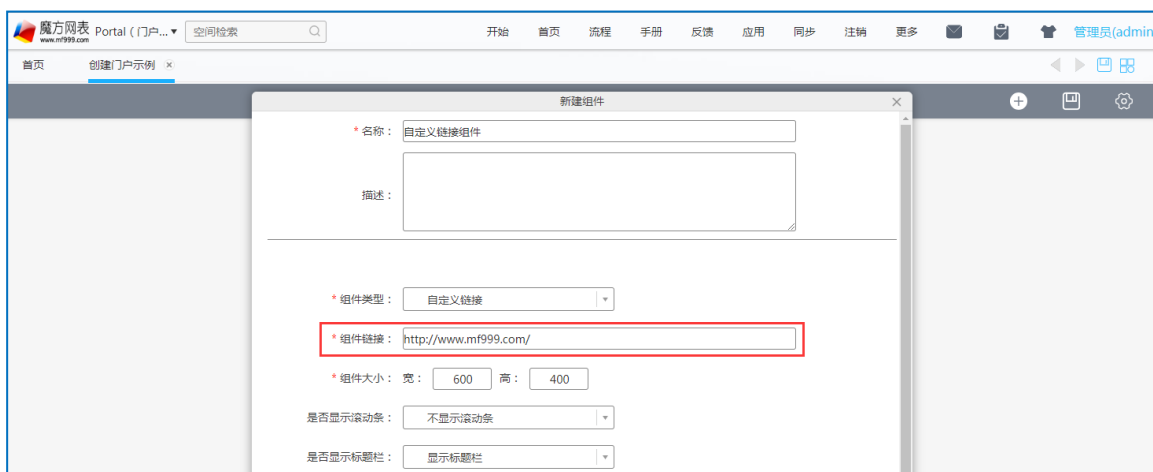 魔方网表 Portal ( 门户...▼ 空间检索 开始 首页 流程 手册 反馈 应用 同步 注销 更多 管理员(admin
www.mf999.com
首页 创建门户示例 ×
新建组件
* 名称： 自定义链接组件
描述：
* 组件类型： 自定义链接
* 组件链接： http://www.mf999.com/
* 组件大小： 宽： 600 高： 400
是否显示滚动条： 不显示滚动条
是否显示标题栏： 显示标题栏